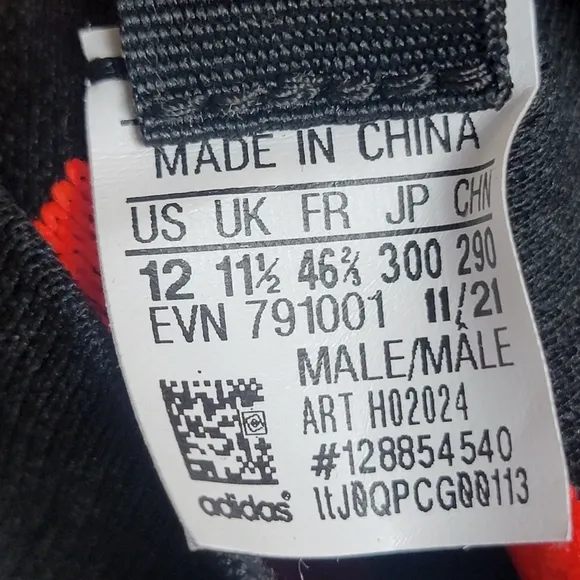 MADE IN CHINA
US UK FR JP CHN
12 11½ 46⅔ 300 290
EVN 791001 11/21
MALE/MÂLE
ART H02024
#128854540
ltJ0QPCG00113
adidas®